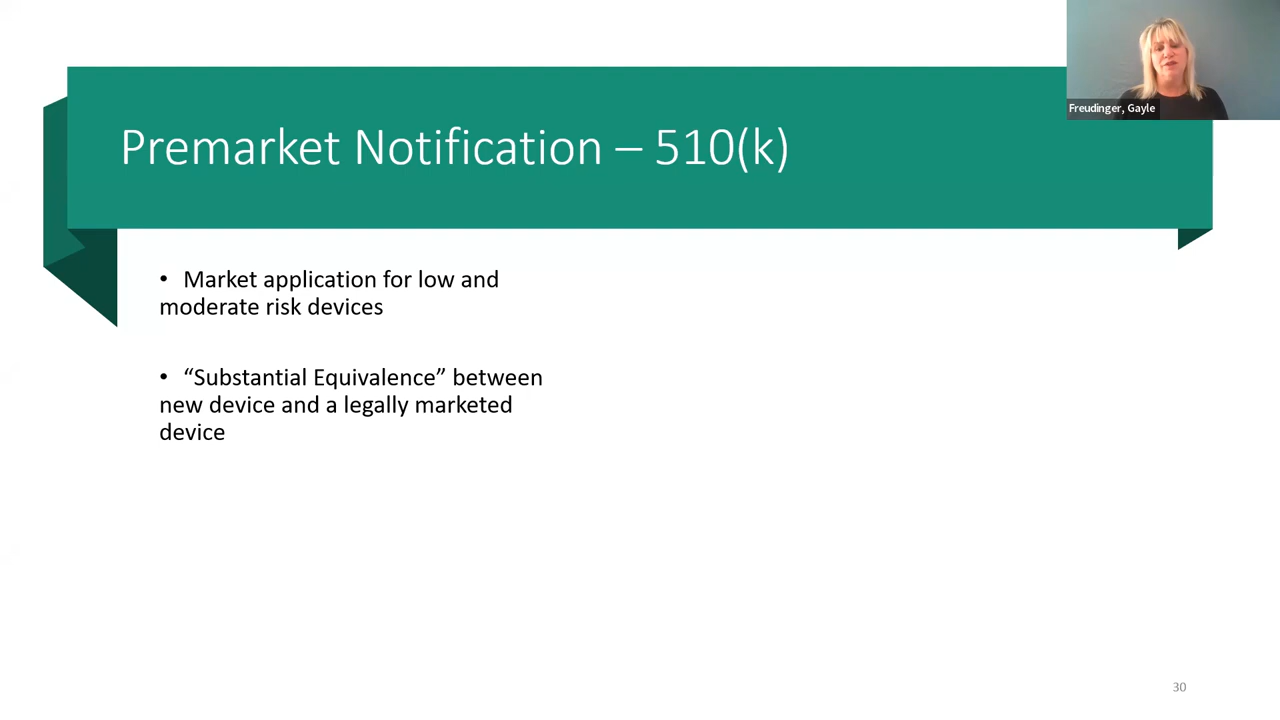 Freudinger, Gayle
Premarket Notification – 510(k)
• Market application for low and
moderate risk devices
• “Substantial Equivalence” between
new device and a legally marketed
device
30